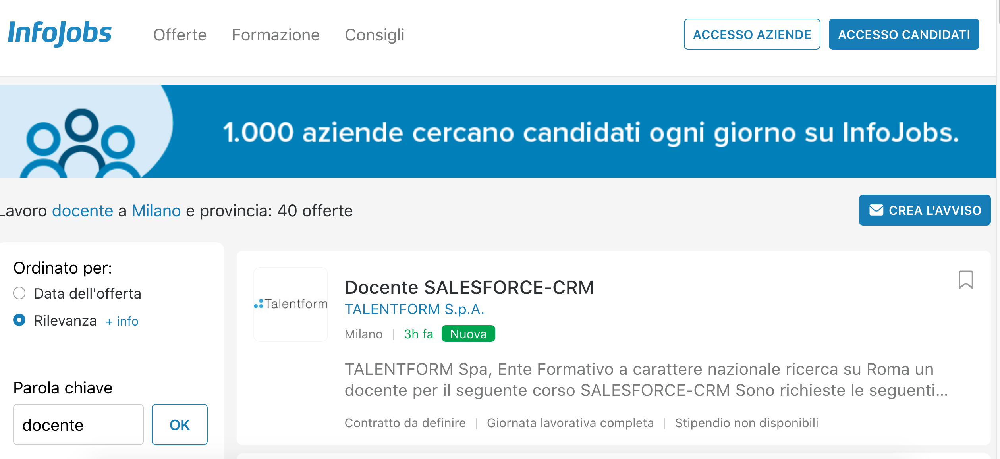 InfoJobs Offerte Formazione Consigli ACCESSO AZIENDE ACCESSO CANDIDATI
1.000 aziende cercano candidati ogni giorno su InfoJobs.
Lavoro docente a Milano e provincia: 40 offerte
CREA L'AVVISO
Ordinato per:
Data dell'offerta
Rilevanza + info
Parola chiave
docente OK
Talentform
Docente SALESFORCE-CRM
TALENTFORM S.p.A.
Milano | 3h fa Nuova
TALENTFORM Spa, Ente Formativo a carattere nazionale ricerca su Roma un
docente per il seguente corso SALESFORCE-CRM Sono richieste le seguenti...
Contratto da definire | Giornata lavorativa completa | Stipendio non disponibili